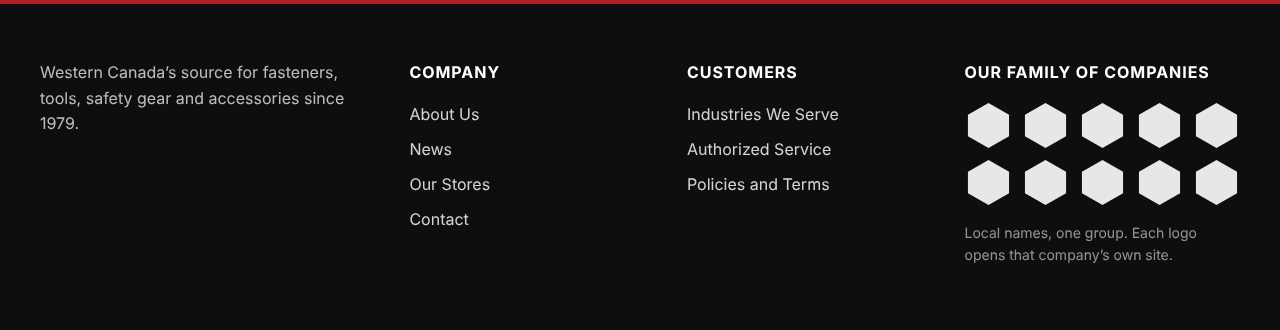 Western Canada’s source for fasteners,
tools, safety gear and accessories since
1979.
COMPANY
About Us
News
Our Stores
Contact
CUSTOMERS
Industries We Serve
Authorized Service
Policies and Terms
OUR FAMILY OF COMPANIES
Local names, one group. Each logo
opens that company’s own site.